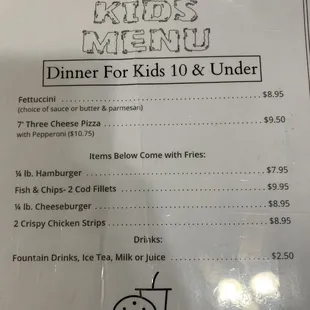 KIDS
MENU
Dinner For Kids 10 & Under
Fettuccini ........ $8.95
(choice of sauce or butter & parmesan)
7" Three Cheese Pizza ........ $9.50
with Pepperoni ($10.75)
Items Below Come with Fries:
¼ lb. Hamburger ........ $7.95
Fish & Chips- 2 Cod Fillets ........ $9.95
¼ lb. Cheeseburger ........ $8.95
2 Crispy Chicken Strips ........ $8.95
Drinks:
Fountain Drinks, Ice Tea, Milk or Juice ........ $2.50